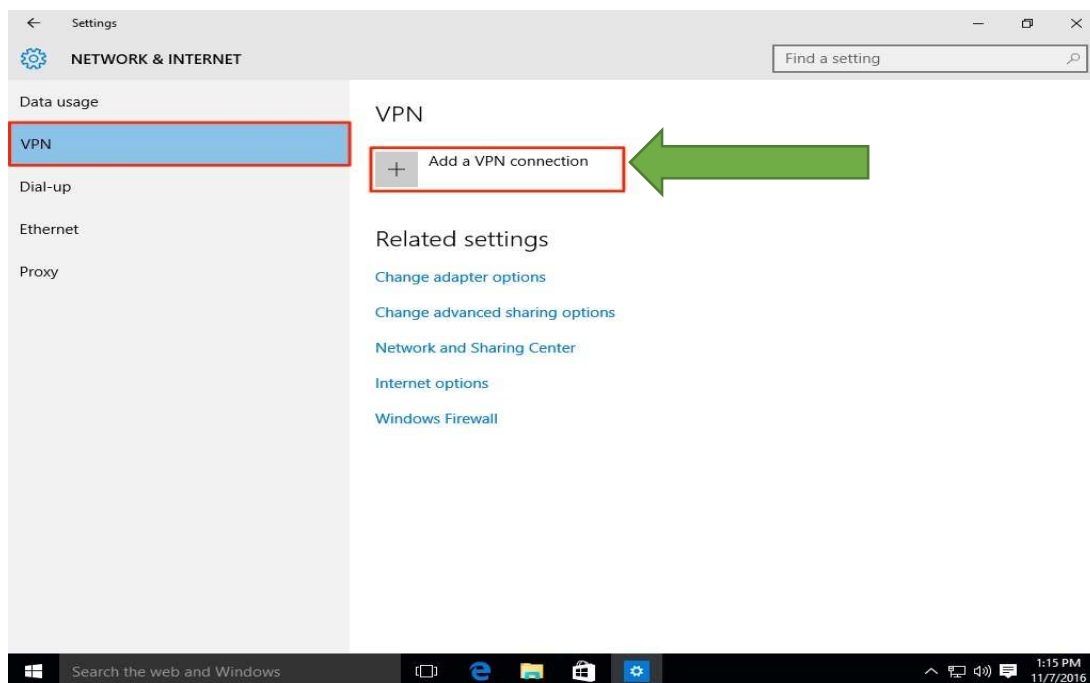 Settings
NETWORK & INTERNET
Find a setting
Data usage
VPN
Dial-up
Ethernet
Proxy
VPN
Add a VPN connection
Related settings
Change adapter options
Change advanced sharing options
Network and Sharing Center
Internet options
Windows Firewall
Search the web and Windows
1:15 PM
11/7/2016